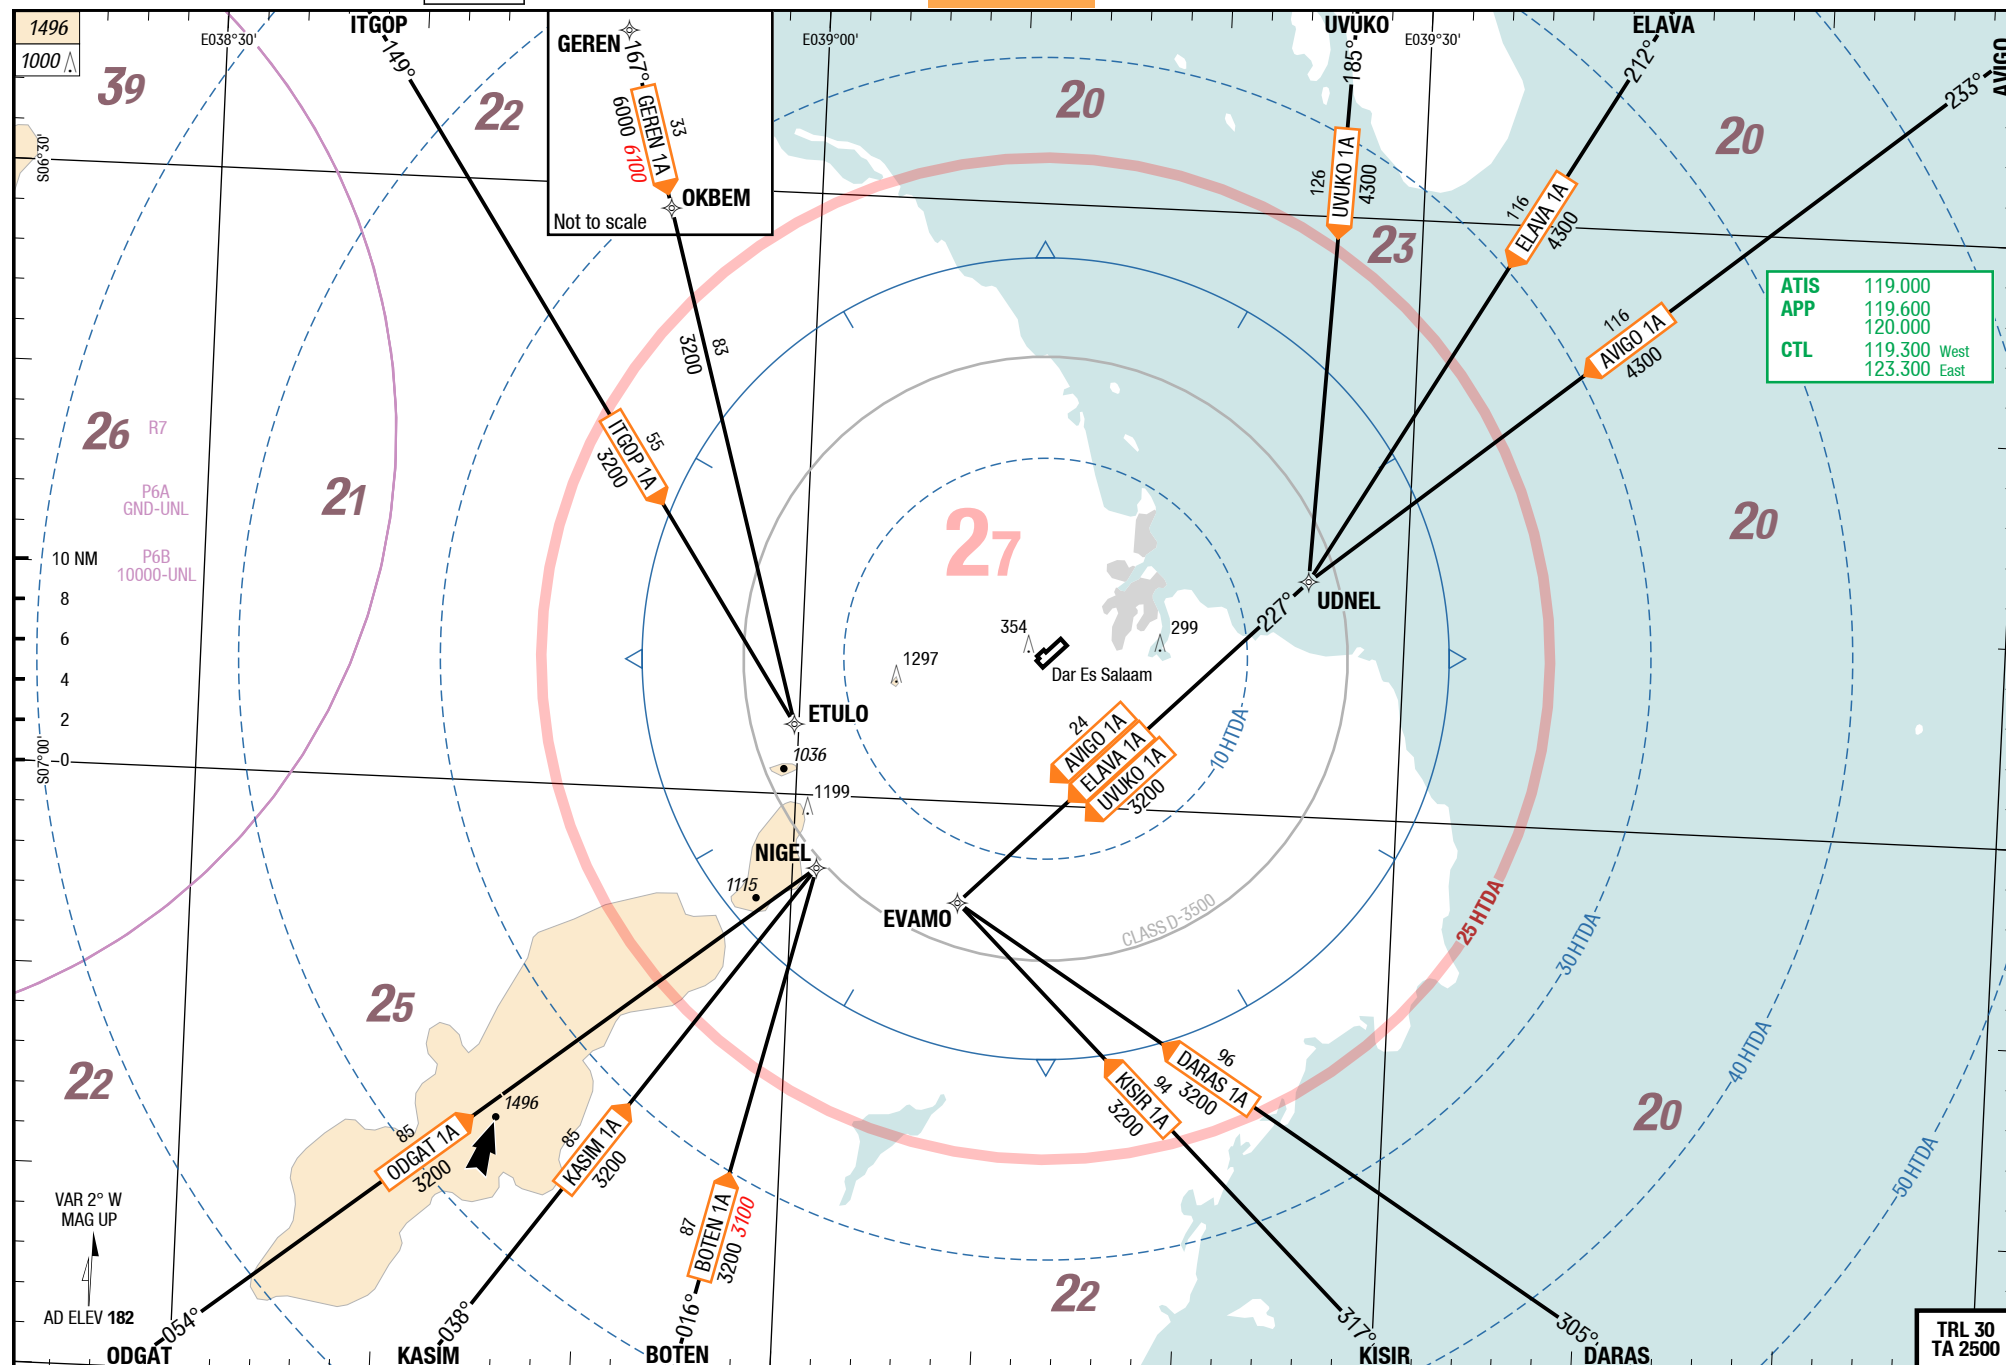 1496
1000
39
E038°30'
22
ITGOP
149°
GEREN
167°
GEREN 1A
33
6000 6100
OKBEM
Not to scale
E039°00'
20
UVUKO
185°
E039°30'
ELAVA
212°
AVIGO
233°
20
S06°30'
UVUKO 1A
126
4300
23
ELAVA 1A
116
4300
ATIS 119.000
APP 119.600
120.000
CTL 119.300 West
123.300 East
AVIGO 1A
116
4300
83
3200
26
R7
P6A
GND-UNL
P6B
10000-UNL
21
ITGOP 1A
55
3200
27
20
10 NM
8
6
4
2
0
S07°00'
UDNEL
227°
354
299
1297
Dar Es Salaam
ETULO
1036
1199
24
AVIGO 1A
ELAVA 1A
UVUKO 1A
3200
10 HTDA
NIGEL
1115
EVAMO
CLASS D-3500
25 HTDA
30 HTDA
40 HTDA
50 HTDA
25
22
1496
85
ODGAT 1A
3200
85
KASIM 1A
3200
87
BOTEN 1A
3200 3100
94
KISIR 1A
3200
96
DARAS 1A
3200
20
22
VAR 2° W
MAG UP
AD ELEV 182
054°
ODGAT
038°
KASIM
016°
BOTEN
317°
KISIR
305°
DARAS
TRL 30
TA 2500